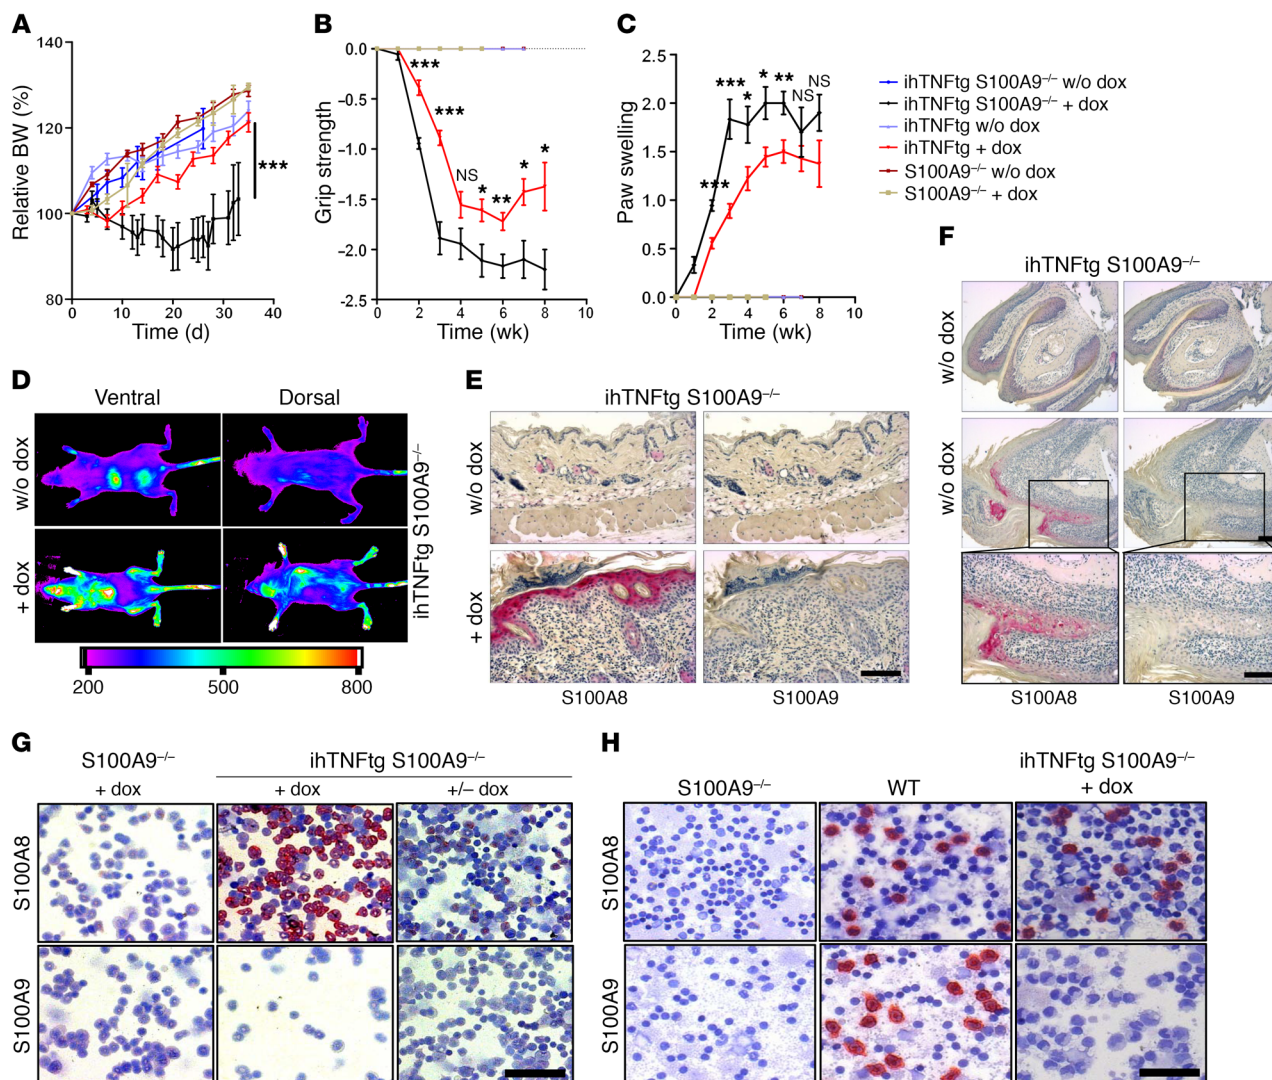 A
Relative BW (%)
140
120
100
80
0 10 20 30 40
Time (d)
***
B
Grip strength
0.0
−0.5
−1.0
−1.5
−2.0
−2.5
*** *** NS * ** * *
0 2 4 6 8 10
Time (wk)
C
Paw swelling
2.5
2.0
1.5
1.0
0.5
0.0
*** *** * * ** NS NS
0 2 4 6 8 10
Time (wk)
ihTNFtg S100A9–/– w/o dox
ihTNFtg S100A9–/– + dox
ihTNFtg w/o dox
ihTNFtg + dox
S100A9–/– w/o dox
S100A9–/– + dox
D
Ventral Dorsal
w/o dox
+ dox
ihTNFtg S100A9–/–
200 500 800
E
ihTNFtg S100A9–/–
w/o dox
+ dox
S100A8 S100A9
F
ihTNFtg S100A9–/–
w/o dox
w/o dox
S100A8 S100A9
G
S100A9–/– ihTNFtg S100A9–/–
+ dox + dox +/– dox
S100A8
S100A9
H
S100A9–/– WT ihTNFtg S100A9–/–
+ dox
S100A8
S100A9